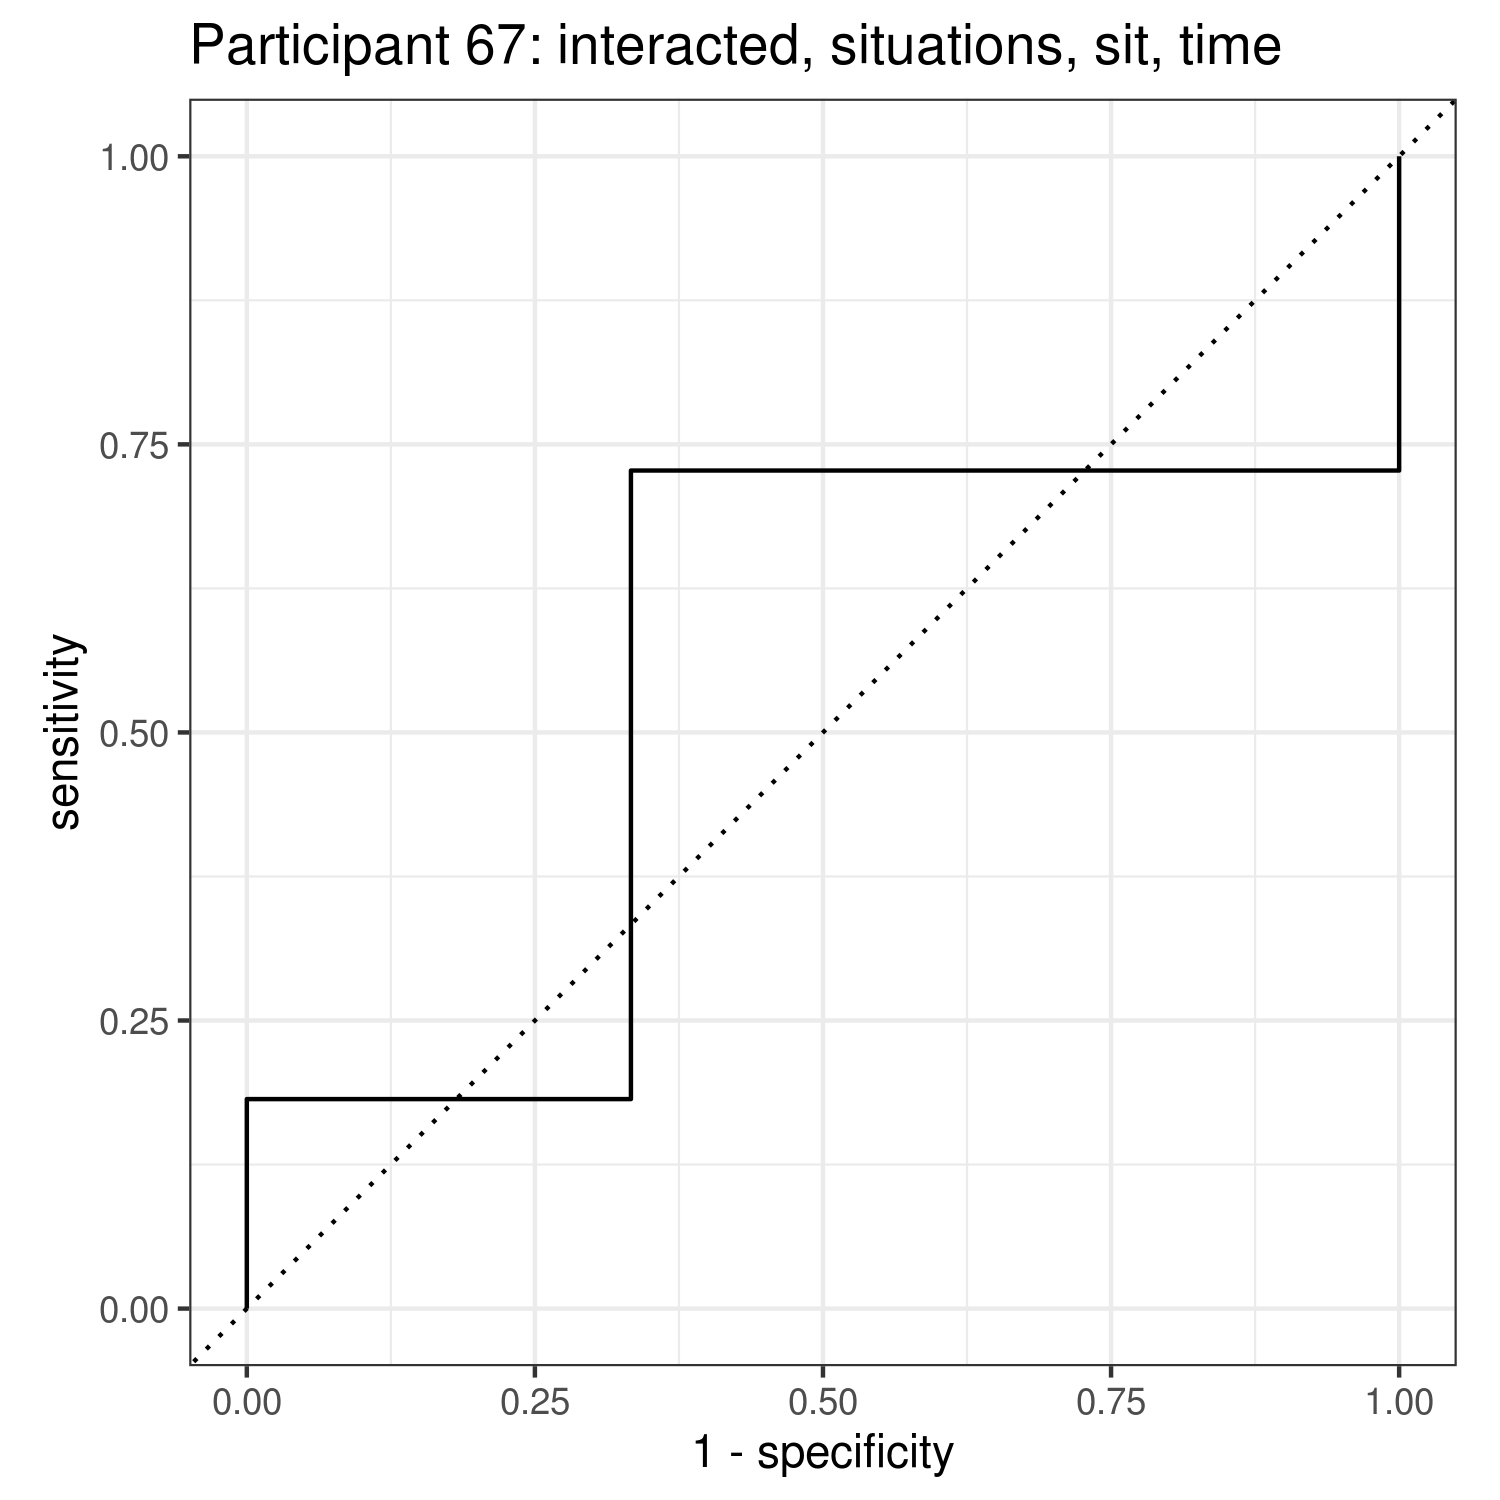 Participant 67: interacted, situations, sit, time
1.00
0.75
0.50
0.25
0.00
sensitivity
0.00 0.25 0.50 0.75 1.00
1 - specificity